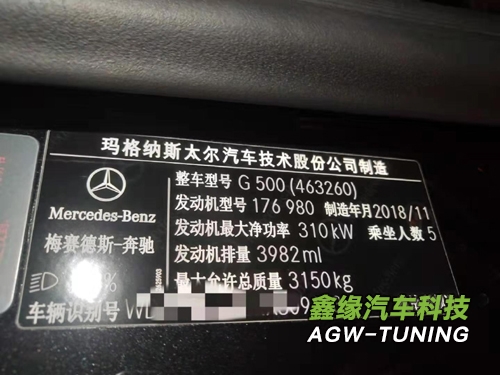 玛格纳斯太尔汽车技术股份公司制造
整车型号 G 500 (463260)
发动机型号 176 980 制造年月 2018/11
发动机最大净功率 310 kW 乘坐人数 5
发动机排量 3982 ml
最大允许总质量 3150 kg
车辆识别号 WD
Mercedes-Benz
梅赛德斯-奔驰
%
鑫缘汽车科技
AGW-TUNING